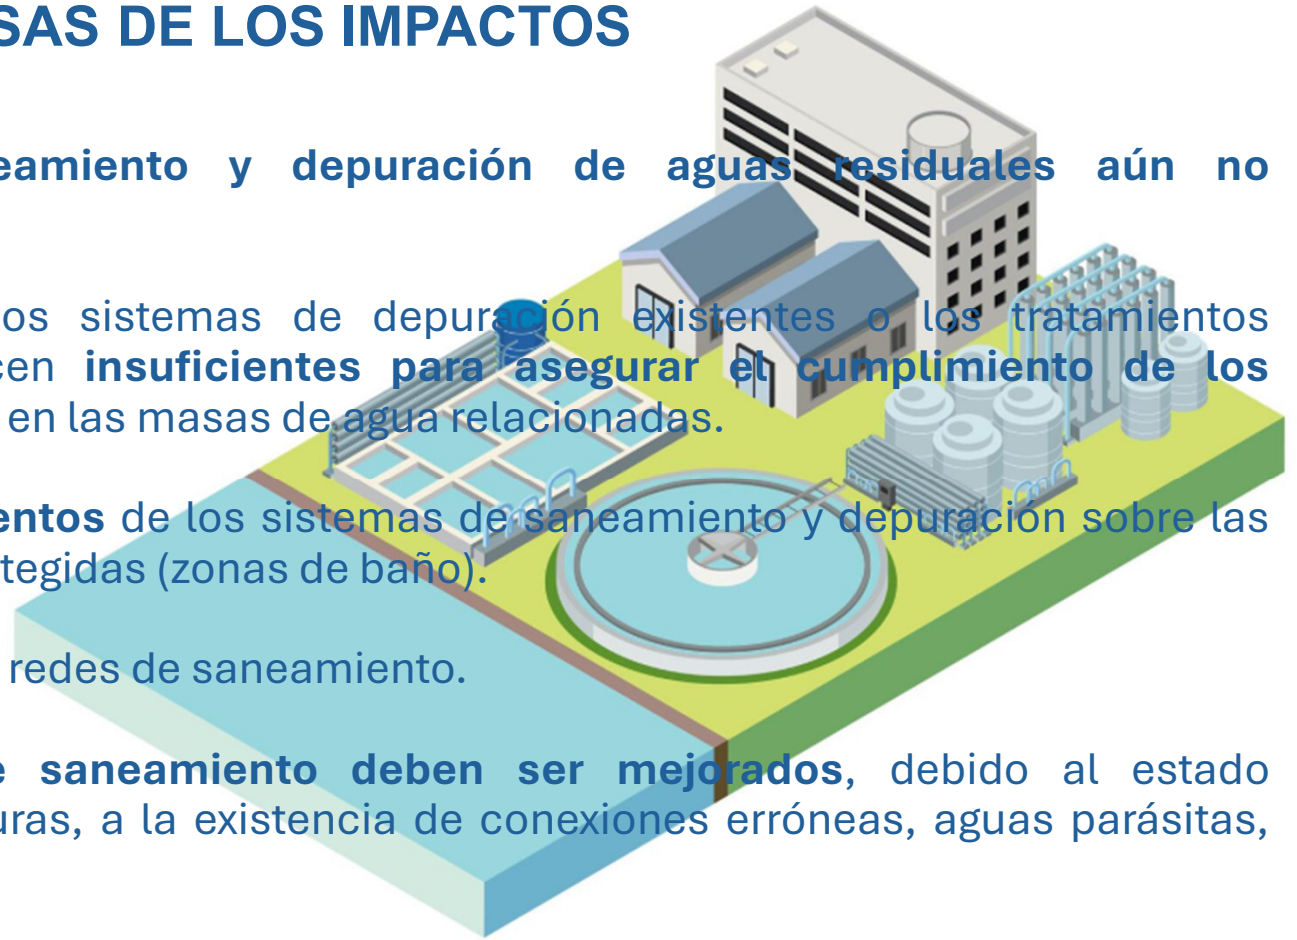 SAS DE LOS IMPACTOS
eamiento y depuración de aguas residuales aún no
os sistemas de depuración existentes o los tratamientos
cen insuficientes para asegurar el cumplimiento de los
en las masas de agua relacionadas.
entos de los sistemas de saneamiento y depuración sobre las
tegidas (zonas de baño).
redes de saneamiento.
e saneamiento deben ser mejorados, debido al estado
uras, a la existencia de conexiones erróneas, aguas parásitas,